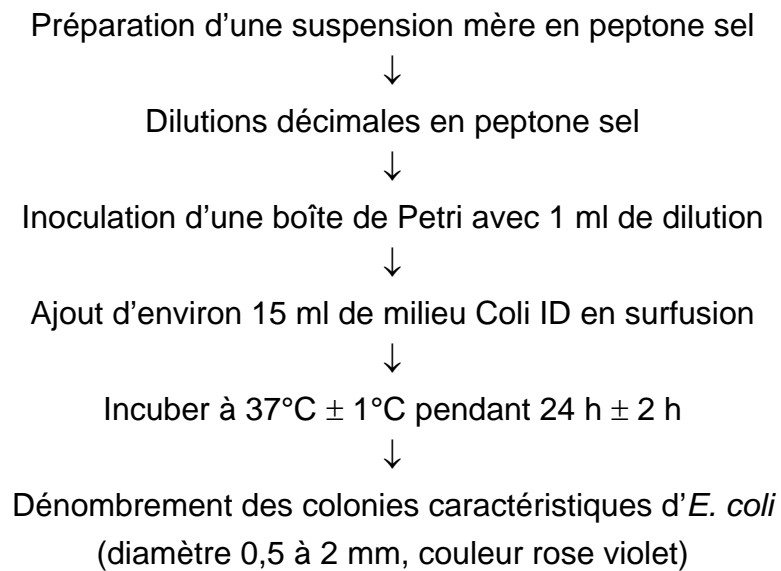 Préparation d’une suspension mère en peptone sel
↓
Dilutions décimales en peptone sel
↓
Inoculation d’une boîte de Petri avec 1 ml de dilution
↓
Ajout d’environ 15 ml de milieu Coli ID en surfusion
↓
Incuber à 37°C ± 1°C pendant 24 h ± 2 h
↓
Dénombrement des colonies caractéristiques d’E. coli
(diamètre 0,5 à 2 mm, couleur rose violet)